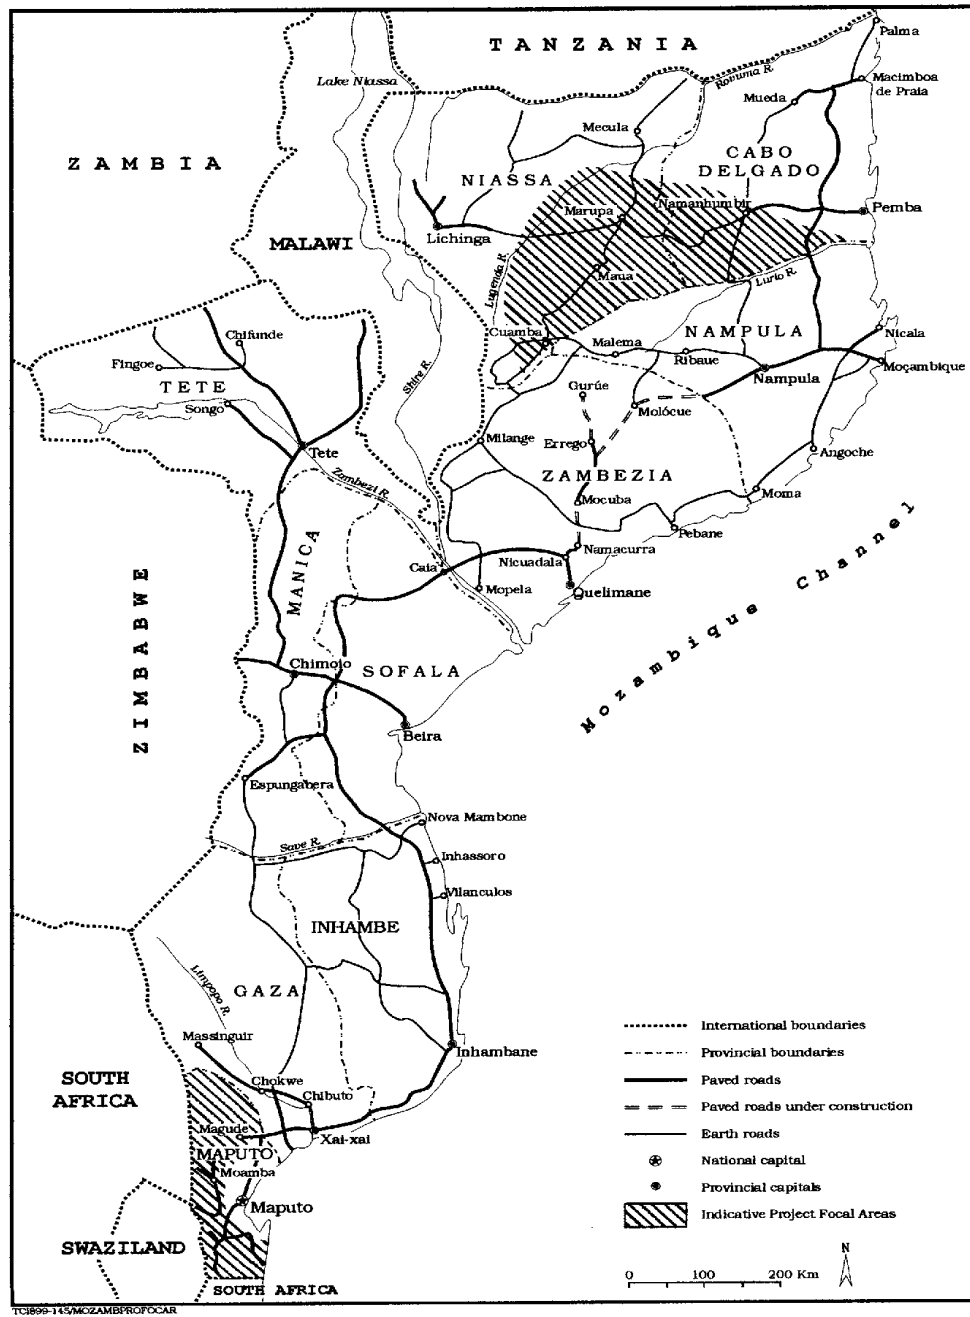 TANZANIA
Palma
Lake Niassa
Rovuma R.
Macimboa
de Praia
Mueda
Mecula
ZAMBIA
CABO
DELGADO
NIASSA
Namanhumbir
Marupa
Pemba
Lichinga
MALAWI
Lugenda R.
Maua
Lurio R.
Chifunde
Cuamba
NAMPULA
Nicala
Malema
Ribaue
Fingoe
Moçambique
Nampula
TETE
Shire R.
Gurúe
Songo
Molócue
Milange
Errego
Angoche
Tete
ZAMBEZIA
Zambezi R.
Moma
Mocuba
Pebane
MANICA
Namacurra
Nicuadala
Caia
Mopela
Quelimane
Mozambique Channel
ZIMBABWE
Chimoio
SOFALA
Beira
Espungabera
Nova Mambone
Save R.
Inhassoro
Vilanculos
INHAMBE
Limpopo R.
GAZA
Massinguir
Inhambane
SOUTH
AFRICA
Chokwe
Chibuto
Magude
Xai-xai
MAPUTO
Moamba
Maputo
SWAZILAND
SOUTH AFRICA
International boundaries
Provincial boundaries
Paved roads
Paved roads under construction
Earth roads
National capital
Provincial capitals
Indicative Project Focal Areas
N
0 100 200 Km
TCI899-145/MOZAMBPROFOCAR